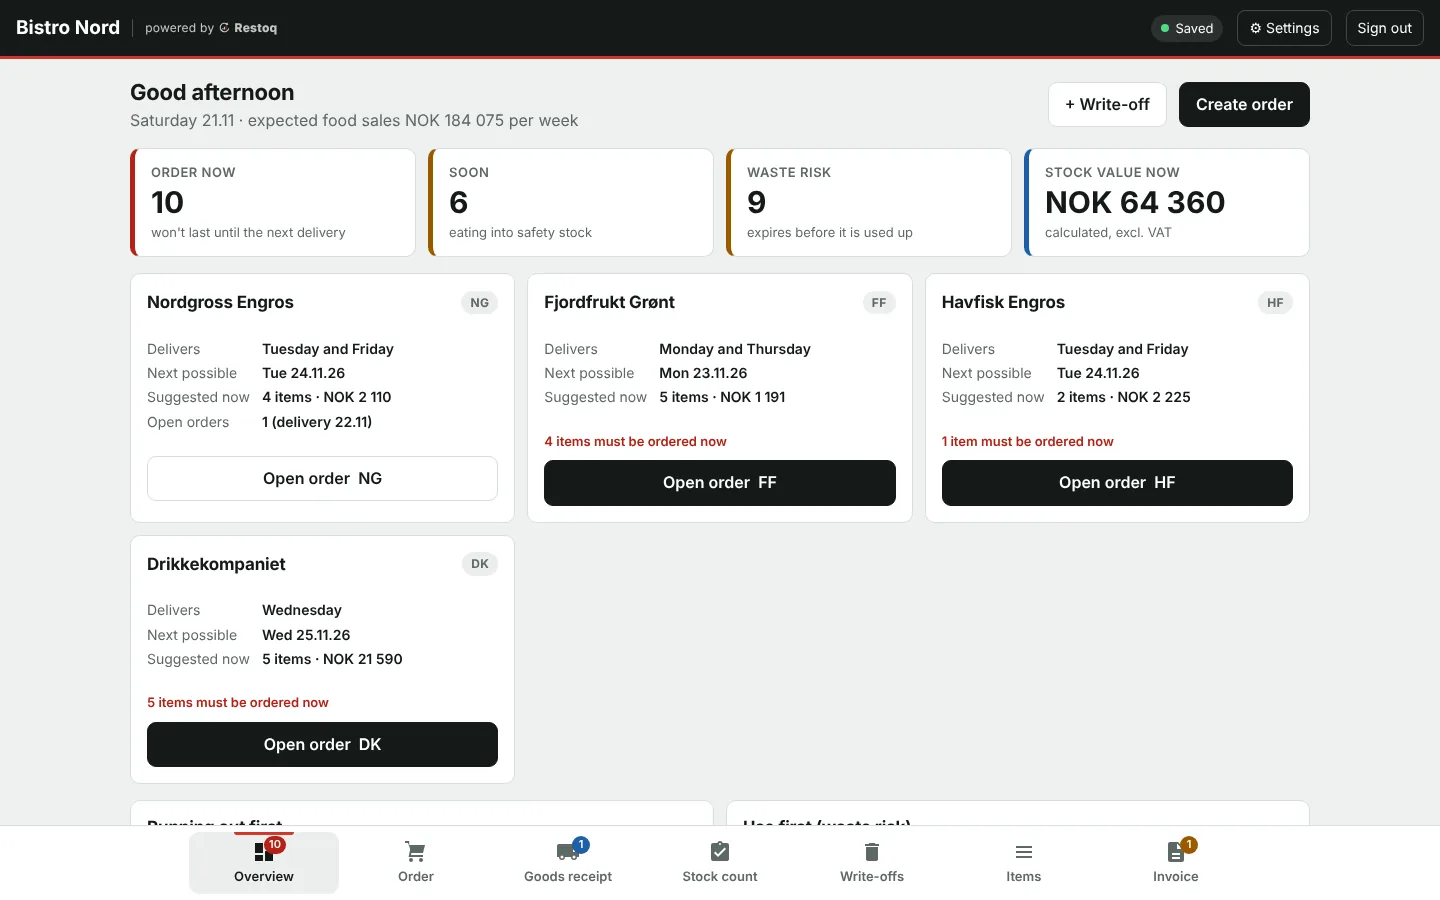 Bistro Nord
powered by Restoq
Saved
⚙ Settings
Sign out
Good afternoon
Saturday 21.11 · expected food sales NOK 184 075 per week
+ Write-off
Create order
ORDER NOW
10
won't last until the next delivery
SOON
6
eating into safety stock
WASTE RISK
9
expires before it is used up
STOCK VALUE NOW
NOK 64 360
calculated, excl. VAT
Nordgross Engros
NG
Delivers Tuesday and Friday
Next possible Tue 24.11.26
Suggested now 4 items · NOK 2 110
Open orders 1 (delivery 22.11)
Open order NG
Fjordfrukt Grønt
FF
Delivers Monday and Thursday
Next possible Mon 23.11.26
Suggested now 5 items · NOK 1 191
4 items must be ordered now
Open order FF
Havfisk Engros
HF
Delivers Tuesday and Friday
Next possible Tue 24.11.26
Suggested now 2 items · NOK 2 225
1 item must be ordered now
Open order HF
Drikkekompaniet
DK
Delivers Wednesday
Next possible Wed 25.11.26
Suggested now 5 items · NOK 21 590
5 items must be ordered now
Open order DK
Running out first
Use first (waste risk)
10
Overview
Order
1
Goods receipt
Stock count
Write-offs
Items
1
Invoice